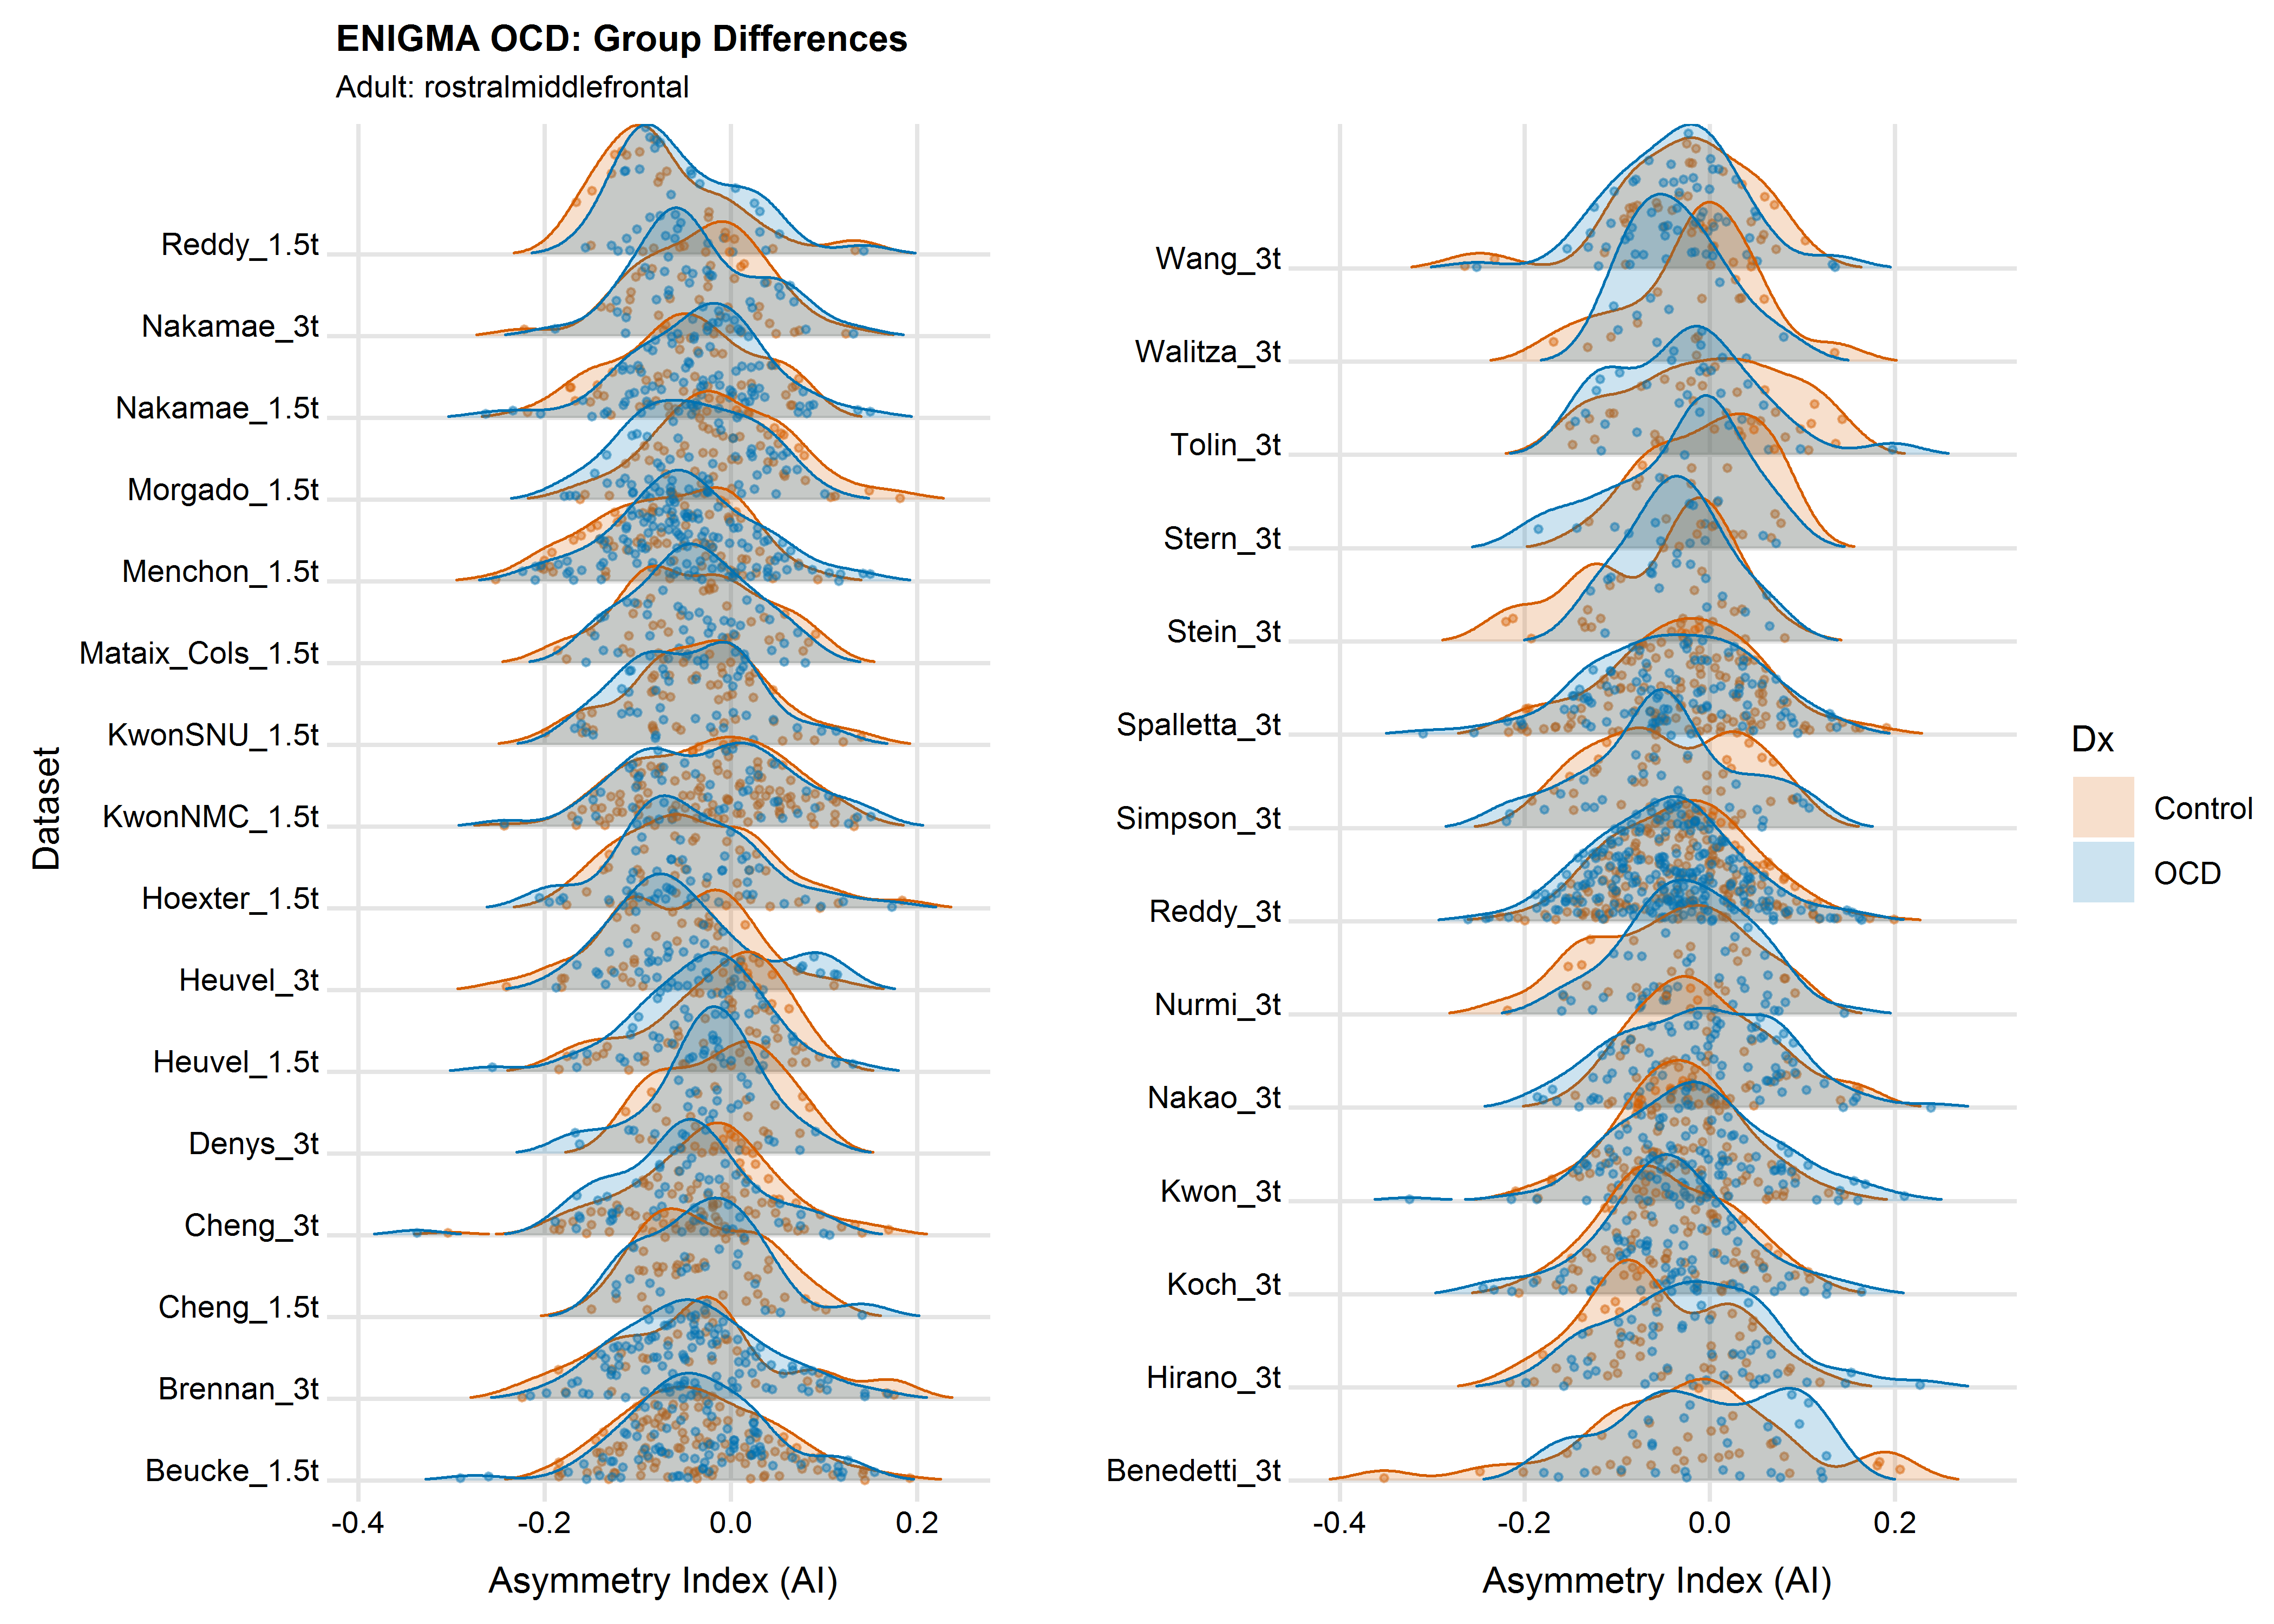 ENIGMA OCD: Group Differences
Adult: rostralmiddlefrontal
Dataset
Reddy_1.5t
Nakamae_3t
Nakamae_1.5t
Morgado_1.5t
Menchon_1.5t
Mataix_Cols_1.5t
KwonSNU_1.5t
KwonNMC_1.5t
Hoexter_1.5t
Heuvel_3t
Heuvel_1.5t
Denys_3t
Cheng_3t
Cheng_1.5t
Brennan_3t
Beucke_1.5t
-0.4 -0.2 0.0 0.2
Asymmetry Index (AI)
Wang_3t
Walitza_3t
Tolin_3t
Stern_3t
Stein_3t
Spalletta_3t
Simpson_3t
Reddy_3t
Nurmi_3t
Nakao_3t
Kwon_3t
Koch_3t
Hirano_3t
Benedetti_3t
-0.4 -0.2 0.0 0.2
Asymmetry Index (AI)
Dx
Control
OCD